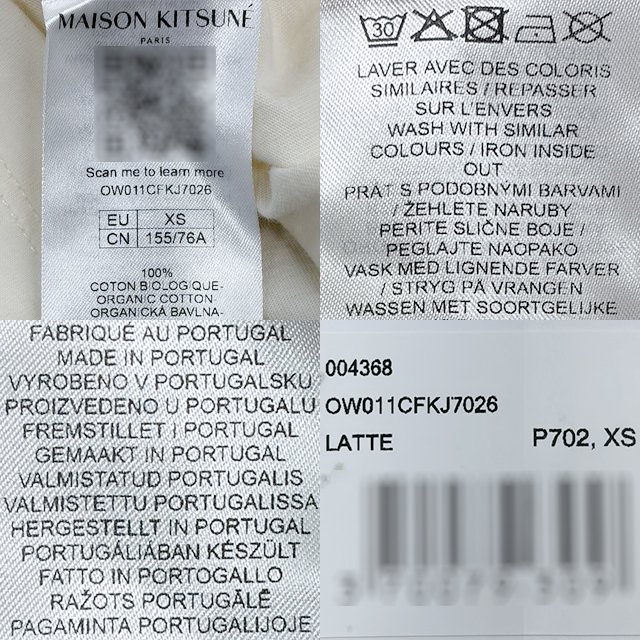 MAISON KITSUNÉ
PARIS
Scan me to learn more
OW011CFKJ7026
EU XS
CN 155/76A
100%
COTON BIOLOGIQUE-
ORGANIC COTTON-
ORGANICKÁ BAVLNA-
30
LAVER AVEC DES COLORIS
SIMILAIRES / REPASSER
SUR L'ENVERS
WASH WITH SIMILAR
COLOURS / IRON INSIDE
OUT
PRÁT S PODOBNÝMI BARVAMI
/ ŽEHLETE NARUBY
PERITE SLIČNE BOJE /
PEGLAJTE NAOPAKO
VASK MED LIGNENDE FARVER
/ STRYG PÅ VRANGEN
WASSEN MET SOORTGELIJKE
FABRIQUÉ AU PORTUGAL
MADE IN PORTUGAL
VYROBENO V PORTUGALSKU
PROIZVEDENO U PORTUGALU
FREMSTILLET I PORTUGAL
GEMAAKT IN PORTUGAL
VALMISTATUD PORTUGALIS
VALMISTETTU PORTUGALISSA
HERGESTELLT IN PORTUGAL
PORTUGÁLIÁBAN KÉSZÜLT
FATTO IN PORTOGALLO
RAŽOTS PORTUGĀLĒ
PAGAMINTA PORTUGALIJOJE
004368
OW011CFKJ7026
LATTE P702, XS